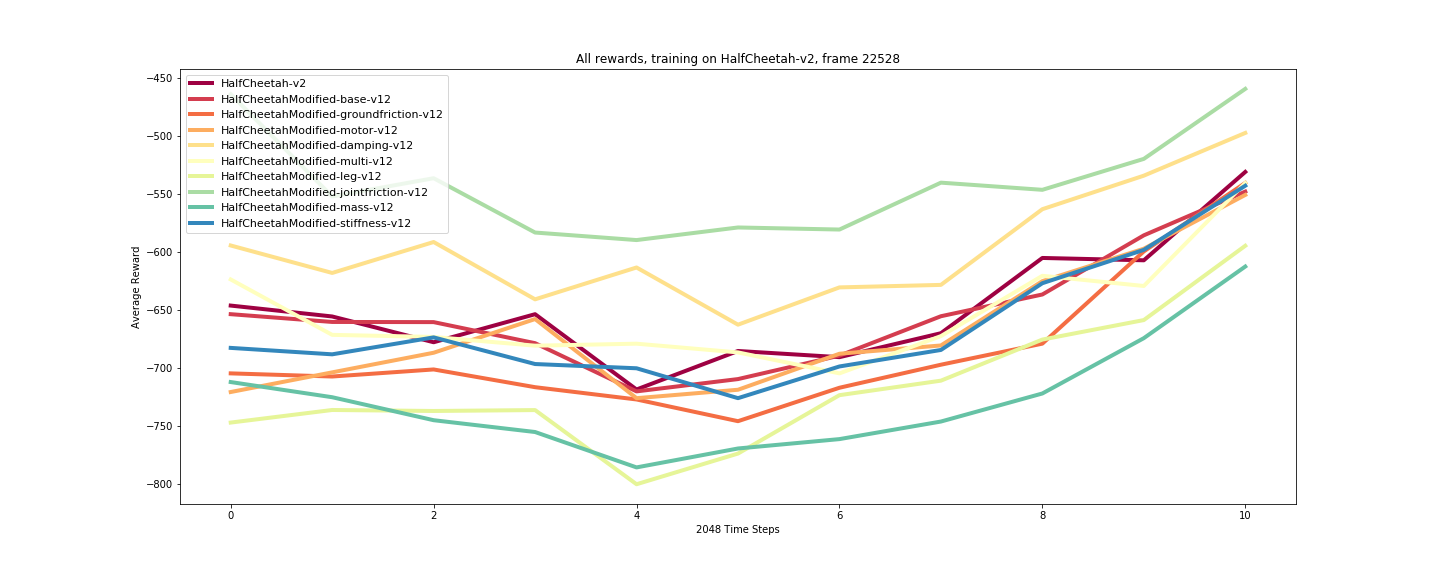 All rewards, training on HalfCheetah-v2, frame 22528
HalfCheetah-v2
HalfCheetahModified-base-v12
HalfCheetahModified-groundfriction-v12
HalfCheetahModified-motor-v12
HalfCheetahModified-damping-v12
HalfCheetahModified-multi-v12
HalfCheetahModified-leg-v12
HalfCheetahModified-jointfriction-v12
HalfCheetahModified-mass-v12
HalfCheetahModified-stiffness-v12
Average Reward
−450
−500
−550
−600
−650
−700
−750
−800
0 2 4 6 8 10
2048 Time Steps